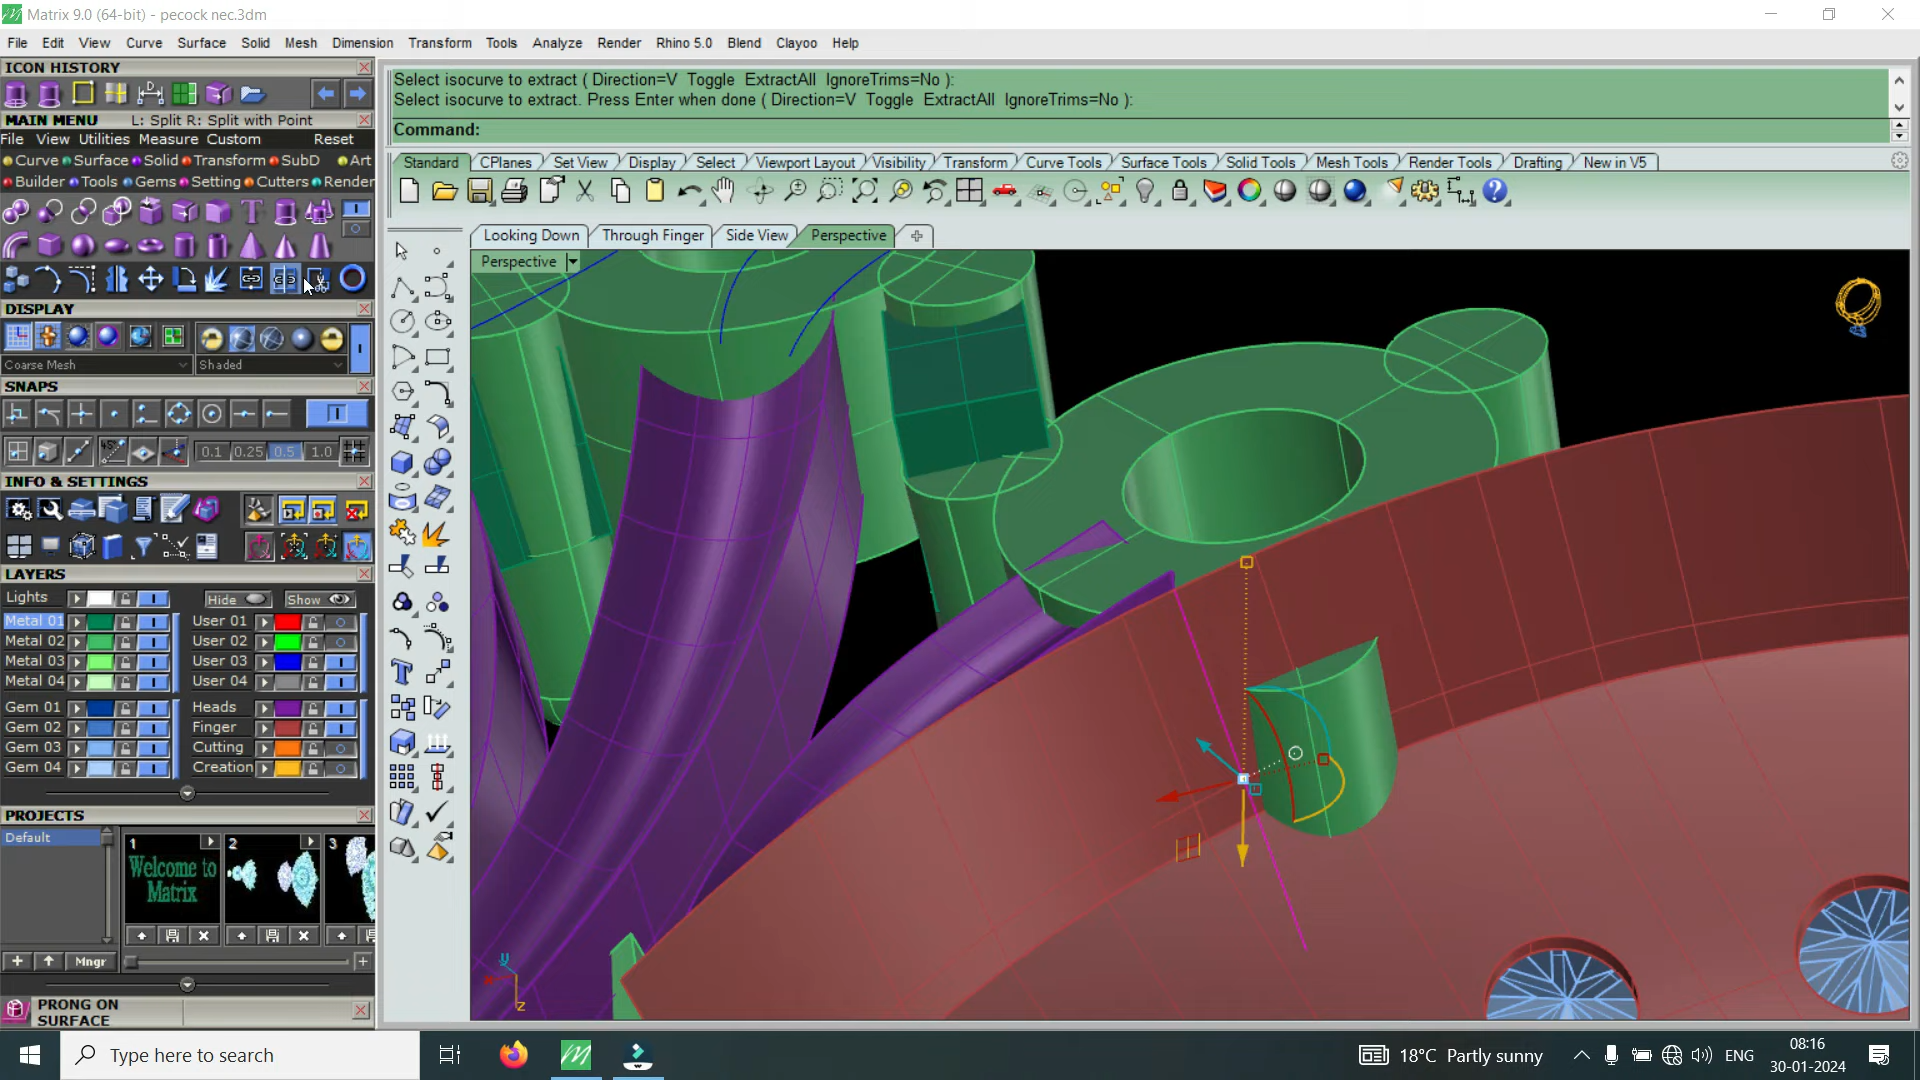 Matrix 9.0 (64-bit) - pecock nec.3dm
File Edit View Curve Surface Solid Mesh Dimension Transform Tools Analyze Render Rhino 5.0 Blend Clayoo Help
ICON HISTORY
MAIN MENU L: Split R: Split with Point
File View Utilities Measure Custom Reset
Curve Surface Solid Transform SubD Art
Builder Tools Gems Setting Cutters Render
DISPLAY
Coarse Mesh Shaded
SNAPS
0.1 0.25 0.5 1.0
INFO & SETTINGS
LAYERS
Lights Hide Show
Metal 01 User 01
Metal 02 User 02
Metal 03 User 03
Metal 04 User 04
Gem 01 Heads
Gem 02 Finger
Gem 03 Cutting
Gem 04 Creation
PROJECTS
Default
1 2 3
Welcome to
Matrix
Mngr
PRONG ON
SURFACE
Select isocurve to extract ( Direction=V Toggle ExtractAll IgnoreTrims=No ):
Select isocurve to extract. Press Enter when done ( Direction=V Toggle ExtractAll IgnoreTrims=No ):
Command:
Standard CPlanes Set View Display Select Viewport Layout Visibility Transform Curve Tools Surface Tools Solid Tools Mesh Tools Render Tools Drafting New in V5
Looking Down Through Finger Side View Perspective
Perspective
y
z
Type here to search
18°C Partly sunny
ENG
08:16
30-01-2024